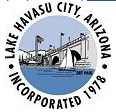 LAKE HAVASU CITY, ARIZONA
INCORPORATED 1978